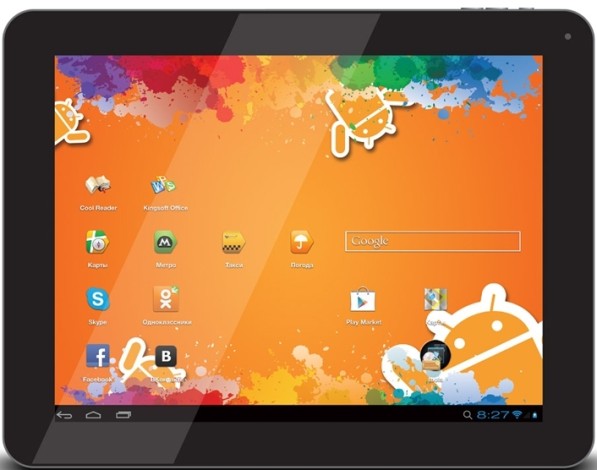 Cool Reader
Kingsoft Office
Карты
Метро
Такси
Погода
Google
Skype
Одноклассники
Play Market
Facebook
8:27